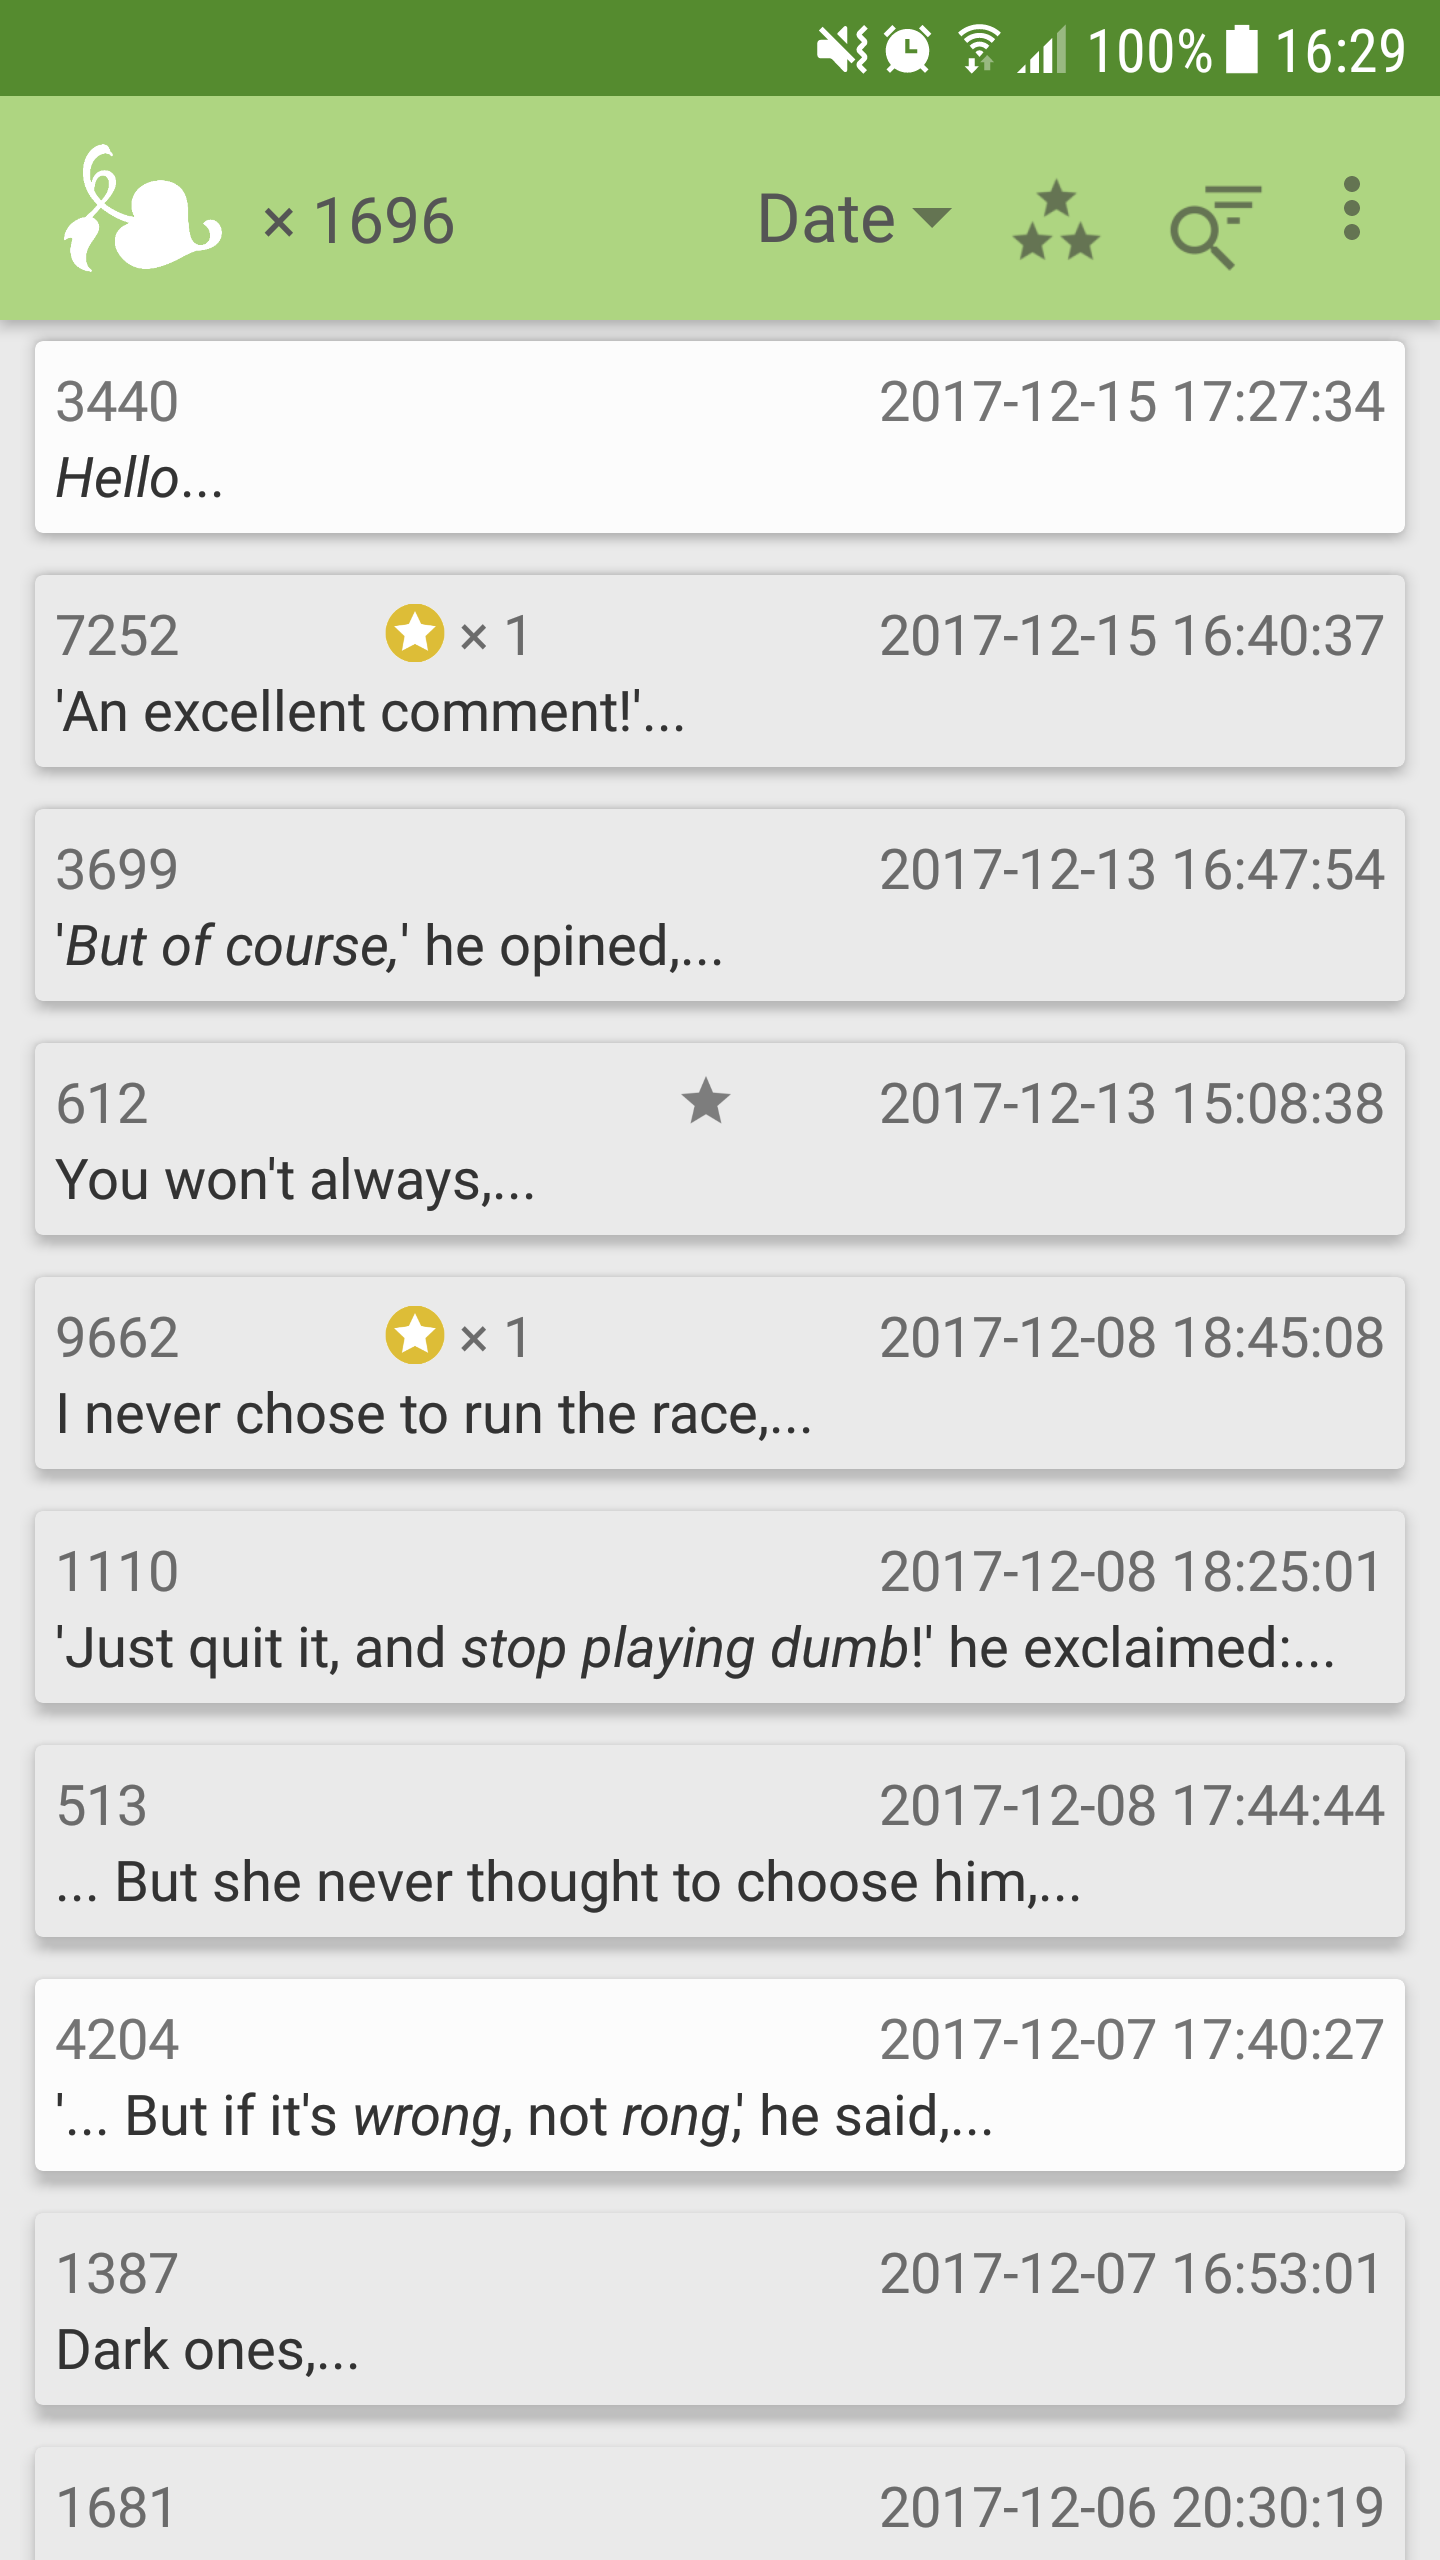 100% 16:29
× 1696 Date
3440 2017-12-15 17:27:34
Hello...
7252 × 1 2017-12-15 16:40:37
'An excellent comment!'...
3699 2017-12-13 16:47:54
'But of course,' he opined,...
612 2017-12-13 15:08:38
You won't always,...
9662 × 1 2017-12-08 18:45:08
I never chose to run the race,...
1110 2017-12-08 18:25:01
'Just quit it, and stop playing dumb!' he exclaimed:...
513 2017-12-08 17:44:44
... But she never thought to choose him,...
4204 2017-12-07 17:40:27
'... But if it's wrong, not rong,' he said,...
1387 2017-12-07 16:53:01
Dark ones,...
1681 2017-12-06 20:30:19